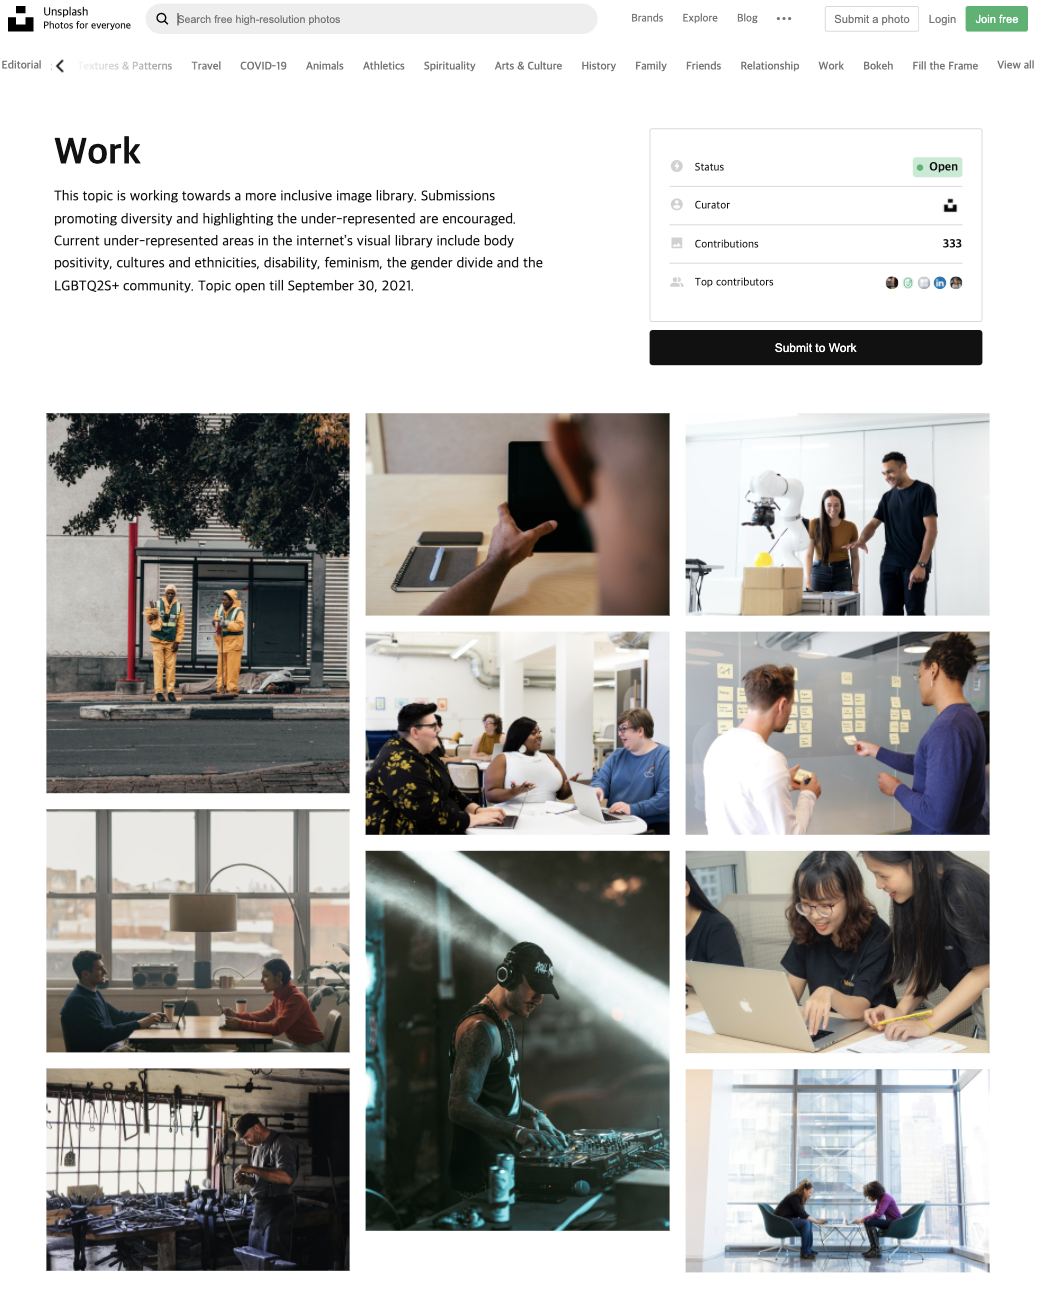 Unsplash
Photos for everyone
Search free high-resolution photos
Brands Explore Blog
Submit a photo Login Join free
Editorial Textures & Patterns Travel COVID-19 Animals Athletics Spirituality Arts & Culture History Family Friends Relationship Work Bokeh Fill the Frame View all
Work
This topic is working towards a more inclusive image library. Submissions
promoting diversity and highlighting the under-represented are encouraged.
Current under-represented areas in the internet's visual library include body
positivity, cultures and ethnicities, disability, feminism, the gender divide and the
LGBTQ2S+ community. Topic open till September 30, 2021.
Status Open
Curator
Contributions 333
Top contributors
Submit to Work